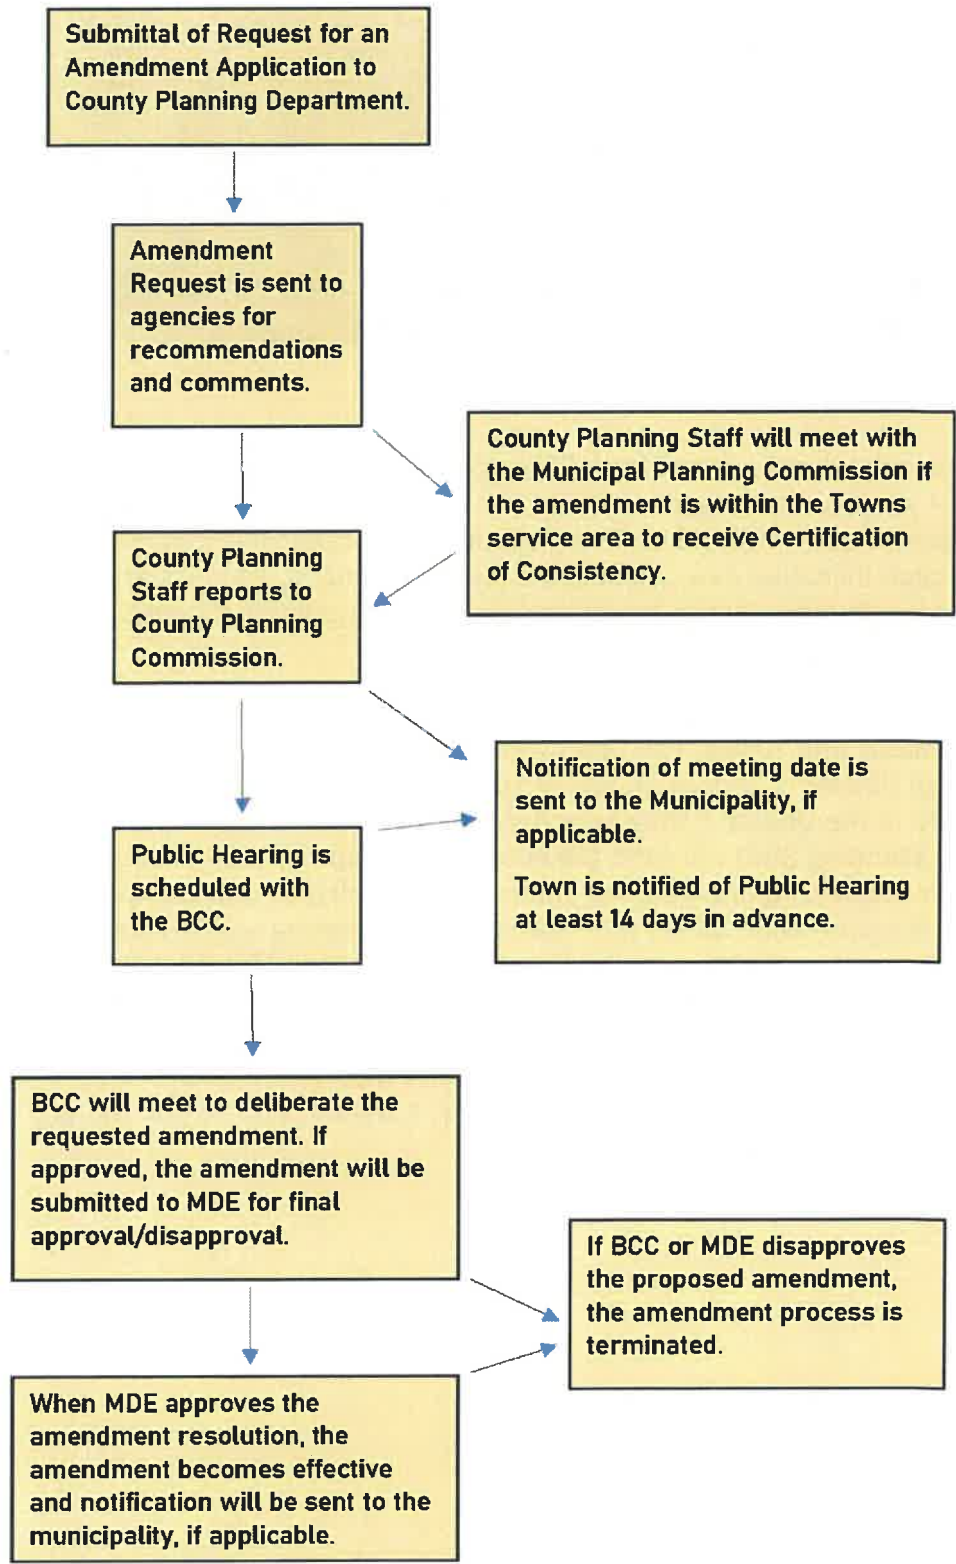 Submittal of Request for an
Amendment Application to
County Planning Department.
Amendment
Request is sent to
agencies for
recommendations
and comments.
County Planning Staff will meet with
the Municipal Planning Commission if
the amendment is within the Towns
service area to receive Certification
of Consistency.
County Planning
Staff reports to
County Planning
Commission.
Notification of meeting date is
sent to the Municipality, if
applicable.
Town is notified of Public Hearing
at least 14 days in advance.
Public Hearing is
scheduled with
the BCC.
BCC will meet to deliberate the
requested amendment. If
approved, the amendment will be
submitted to MDE for final
approval/disapproval.
If BCC or MDE disapproves
the proposed amendment,
the amendment process is
terminated.
When MDE approves the
amendment resolution, the
amendment becomes effective
and notification will be sent to the
municipality, if applicable.